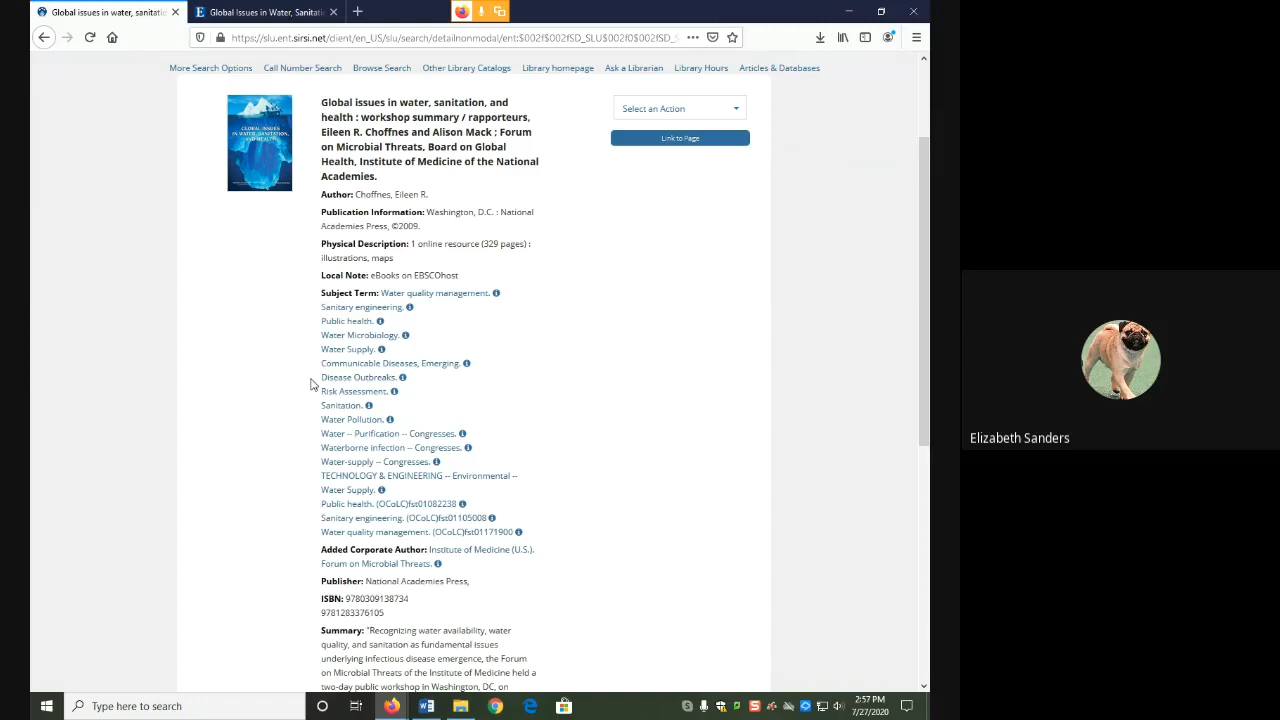 Global issues in water, sanitatio
Global Issues in Water, Sanitati
https://slu.ent.sirsi.net/client/en_US/slu/search/detailnonmodal/ent:$002f$002fSD_SLU$002f0$002fSD_S
More Search Options Call Number Search Browse Search Other Library Catalogs Library homepage Ask a Librarian Library Hours Articles & Databases
GLOBAL ISSUES
IN WATER, SANITATION,
AND HEALTH
Global issues in water, sanitation, and
health : workshop summary / rapporteurs,
Eileen R. Choffnes and Alison Mack ; Forum
on Microbial Threats, Board on Global
Health, Institute of Medicine of the National
Academies.
Select an Action
Link to Page
Author: Choffnes, Eileen R.
Publication Information: Washington, D.C. : National
Academies Press, ©2009.
Physical Description: 1 online resource (329 pages) :
illustrations, maps
Local Note: eBooks on EBSCOhost
Subject Term: Water quality management.
Sanitary engineering.
Public health.
Water Microbiology.
Water Supply.
Communicable Diseases, Emerging.
Disease Outbreaks.
Risk Assessment.
Sanitation.
Water Pollution.
Water -- Purification -- Congresses.
Waterborne infection -- Congresses.
Water-supply -- Congresses.
TECHNOLOGY & ENGINEERING -- Environmental --
Water Supply.
Public health. (OCoLC)fst01082238
Sanitary engineering. (OCoLC)fst01105008
Water quality management. (OCoLC)fst01171900
Added Corporate Author: Institute of Medicine (U.S.).
Forum on Microbial Threats.
Publisher: National Academies Press,
ISBN: 9780309138734
9781283376105
Summary: "Recognizing water availability, water
quality, and sanitation as fundamental issues
underlying infectious disease emergence, the Forum
on Microbial Threats of the Institute of Medicine held a
two-day public workshop in Washington, DC, on
Elizabeth Sanders
Type here to search
2:57 PM
7/27/2020